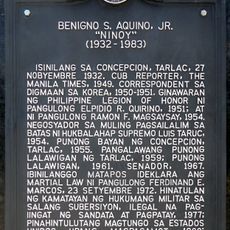 BENIGNO S. AQUINO, JR.
"NINOY"
(1932 - 1983)
ISINILANG SA CONCEPCION, TARLAC, 27
NOBYEMBRE 1932. CUB REPORTER, THE
MANILA TIMES, 1949. CORRESPONDENT SA
DIGMAAN SA KOREA, 1950-1951. GINAWARAN
NG PHILIPPINE LEGION OF HONOR NI
PANGULONG ELPIDIO R. QUIRINO, 1951; AT
NI PANGULONG RAMON F. MAGSAYSAY, 1954.
NEGOSYADOR SA MULING PAGSAILALIM SA
BATAS NI HUKBALAHAP SUPREMO LUIS TARUC,
1954. PUNONG BAYAN NG CONCEPCION,
TARLAC, 1955. PANGALAWANG PUNONG
LALAWIGAN NG TARLAC, 1959; PUNONG
LALAWIGAN, 1961. SENADOR, 1967.
IBINILANGGO MATAPOS IDEKLARA ANG
MARTIAL LAW NI PANGULONG FERDINAND E.
MARCOS, 23 SETYEMBRE 1972. HINATULAN
NG KAMATAYAN NG HUKUMANG MILITAR SA
SALANG SUBERSIYON, ILEGAL NA PAG-
IINGAT NG SANDATA AT PAGPATAY, 1977.
PINAHINTULUTANG MAGTUNGO SA ESTADOS